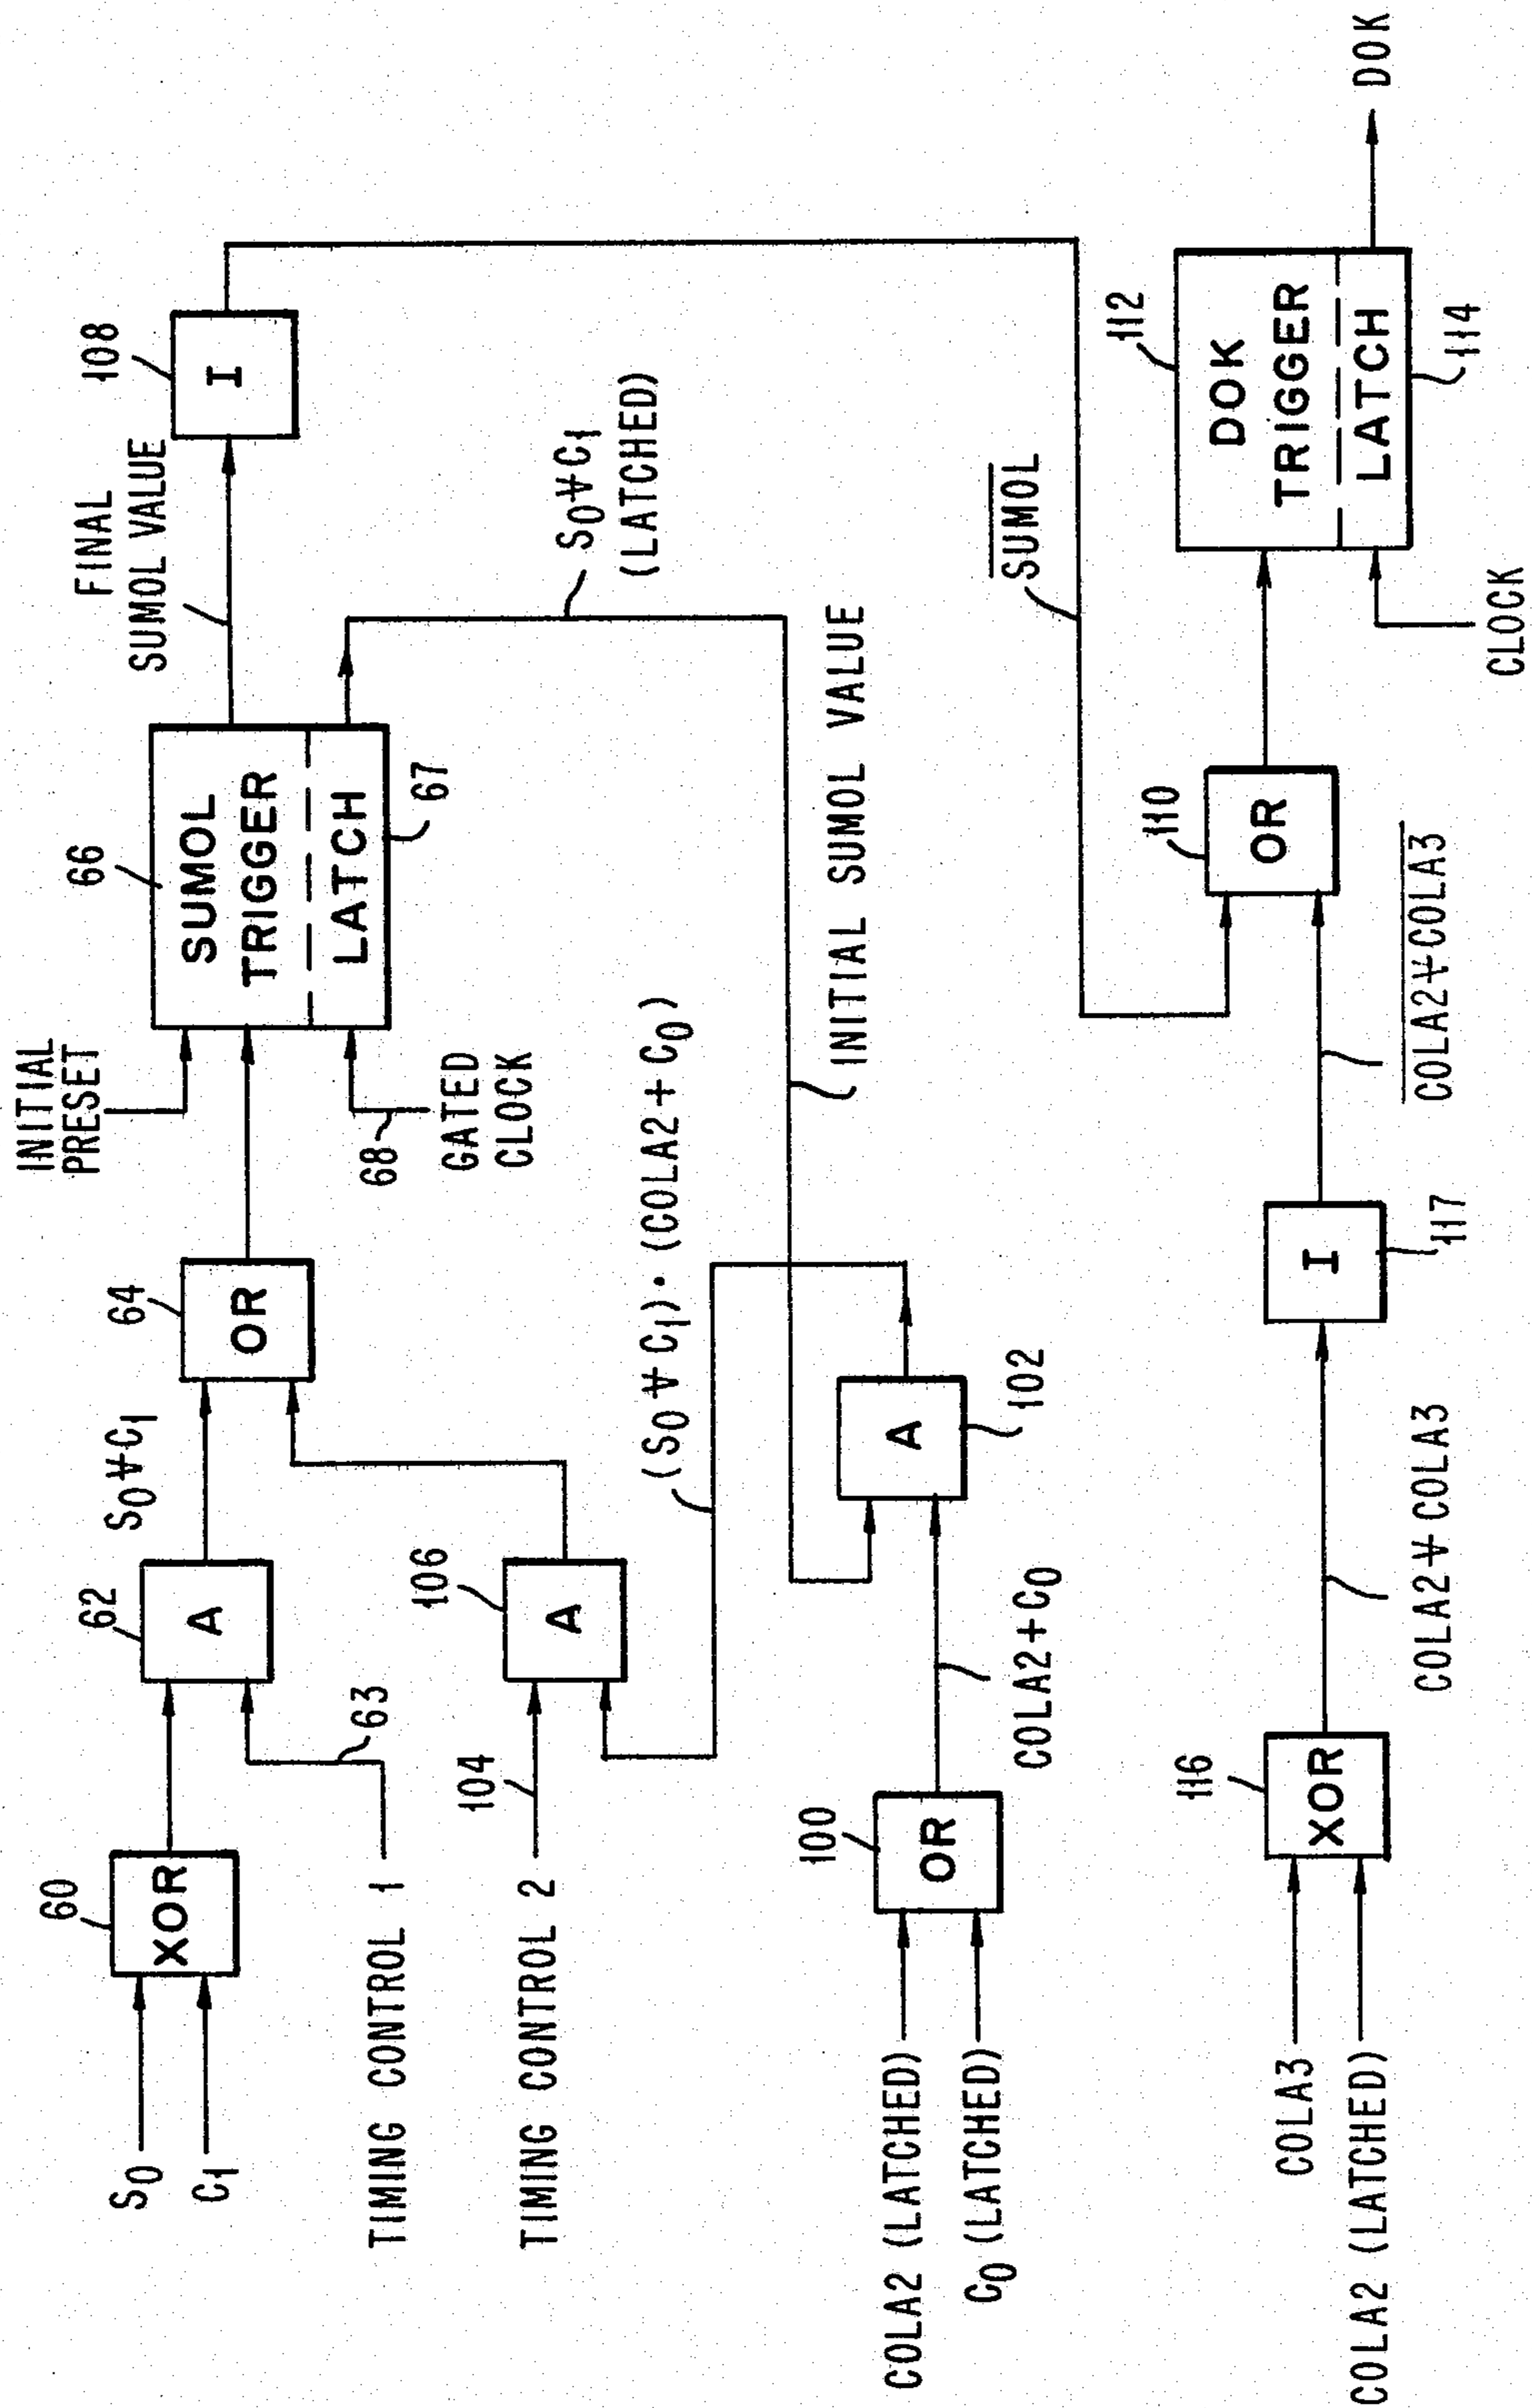 INITIAL
PRESET
66
SUMOL
TRIGGER
LATCH
67
68
GATED
CLOCK
FINAL
SUMOL VALUE
108
I
60
XOR
S0
C1
62
A
63
TIMING CONTROL 1
S0⊻C1
64
OR
106
A
104
TIMING CONTROL 2
S0⊻C1
(LATCHED)
(S0⊻C1)·(COLA2+C0)
INITIAL SUMOL VALUE
100
OR
COLA2 (LATCHED)
C0 (LATCHED)
COLA2+C0
A
102
SUMOL
110
OR
112
DOK
TRIGGER
LATCH
114
CLOCK
DOK
116
XOR
COLA3
COLA2 (LATCHED)
COLA2⊻COLA3
I
117
COLA2⊻COLA3